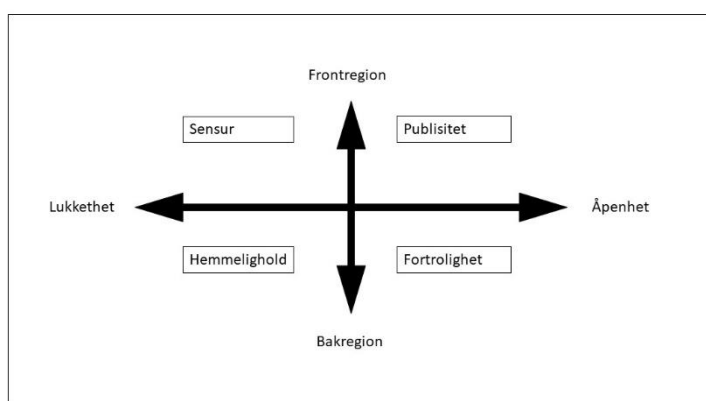 Frontregion
Sensur
Publisitet
Lukkethet
Åpenhet
Hemmelighold
Fortrolighet
Bakregion